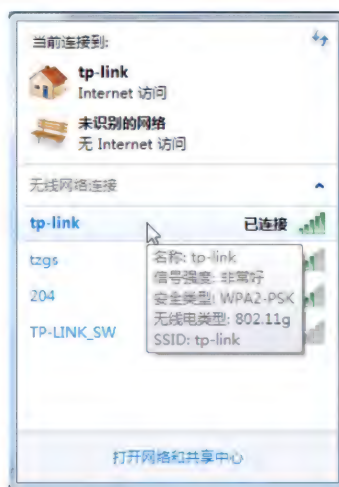 当前连接到:
tp-link
Internet 访问
未识别的网络
无 Internet 访问
无线网络连接
tp-link 已连接
tzgs
204
TP-LINK_SW
名称: tp-link
信号强度: 非常好
安全类型: WPA2-PSK
无线电类型: 802.11g
SSID: tp-link
打开网络和共享中心